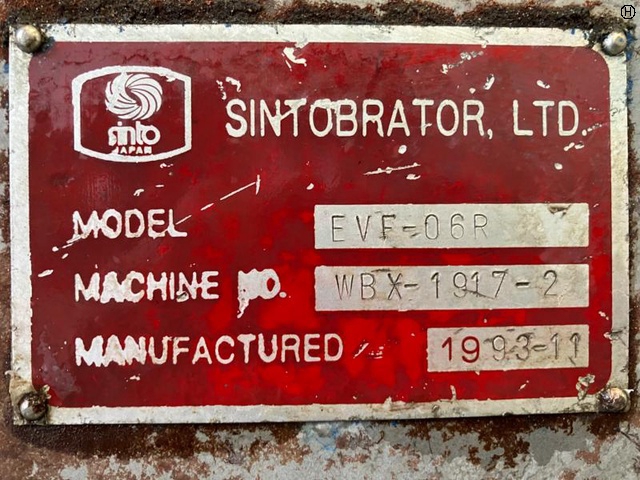 H
sinto
JAPAN
SINTOBRATOR, LTD.
MODEL EVF-06R
MACHINE NO. WBX-1917-2
MANUFACTURED 1993-11